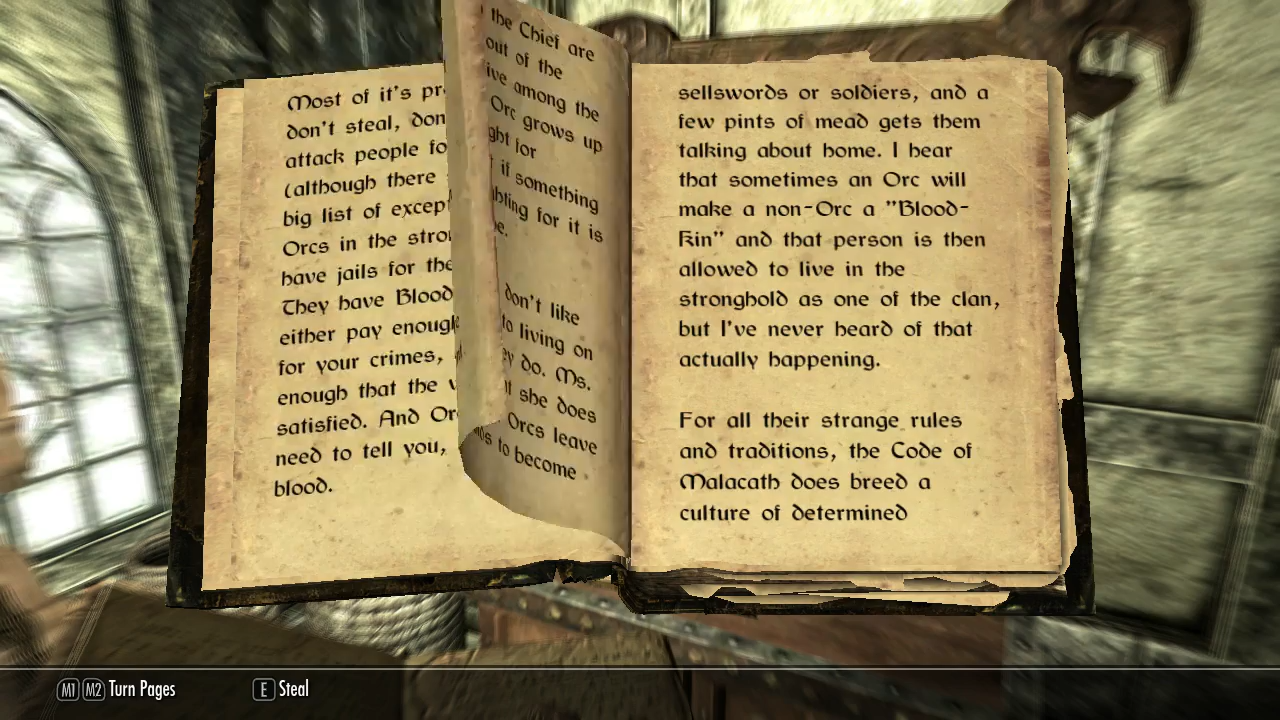 Most of it's pr
don't steal, don
attack people fo
(although there
big list of excep
Orcs in the stro
have jails for the
They have Blood
either pay enough
for your crimes,
enough that the
satisfied. And Or
need to tell you,
blood.
the Chief are
out of the
ive among the
Orc grows up
ght for
if something
hting for it is
e.
don't like
to living on
ey do. Ms.
t she does
Orcs leave
to become
sellswords or soldiers, and a
few pints of mead gets them
talking about home. I hear
that sometimes an Orc will
make a non-Orc a "Blood-
Kin" and that person is then
allowed to live in the
stronghold as one of the clan,
but I've never heard of that
actually happening.
For all their strange rules
and traditions, the Code of
Malacath does breed a
culture of determined
M1 M2 Turn Pages
E Steal